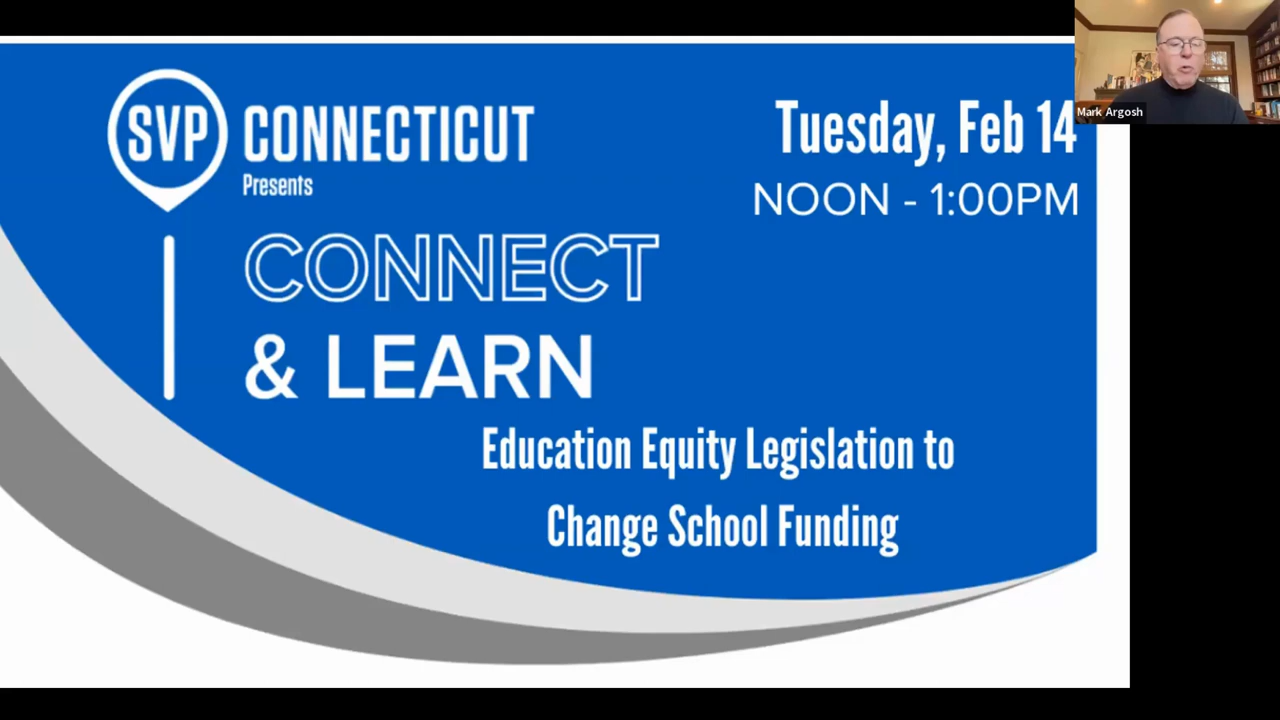 SVP CONNECTICUT
Presents
CONNECT
& LEARN
Tuesday, Feb 14
NOON - 1:00PM
Education Equity Legislation to
Change School Funding
Mark Argosh